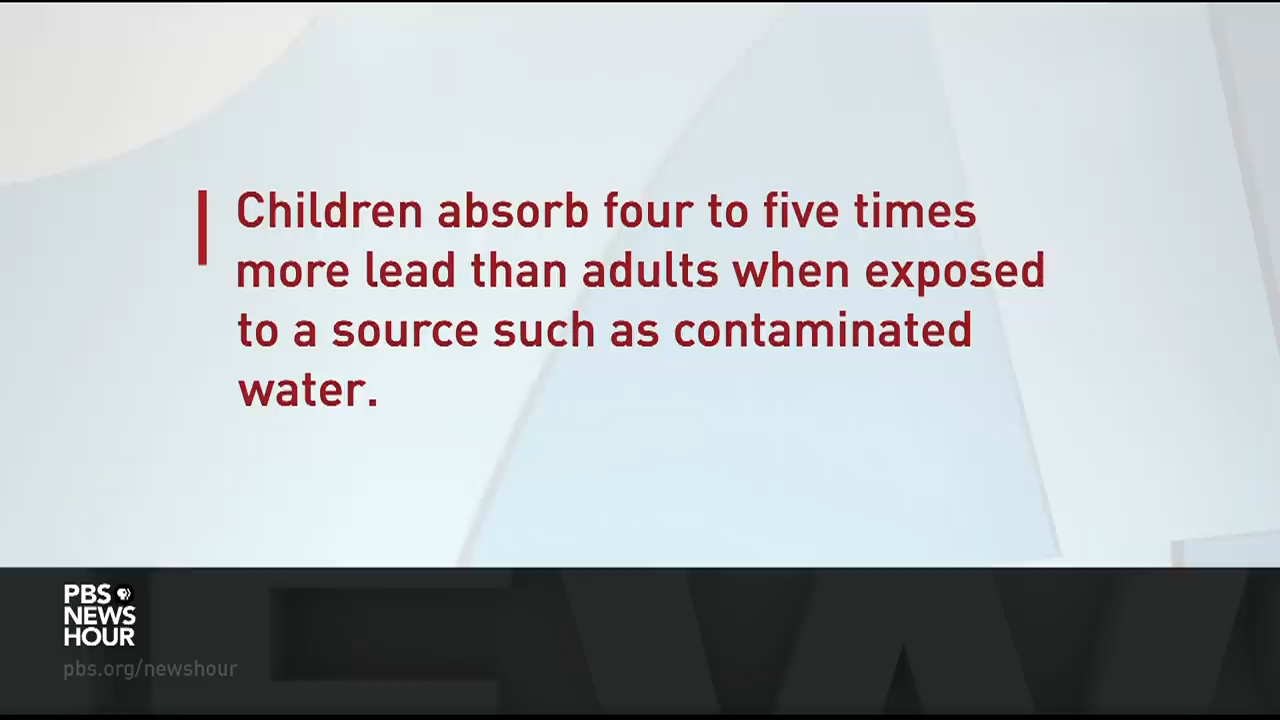 Children absorb four to five times
more lead than adults when exposed
to a source such as contaminated
water.
PBS
NEWS
HOUR
pbs.org/newshour